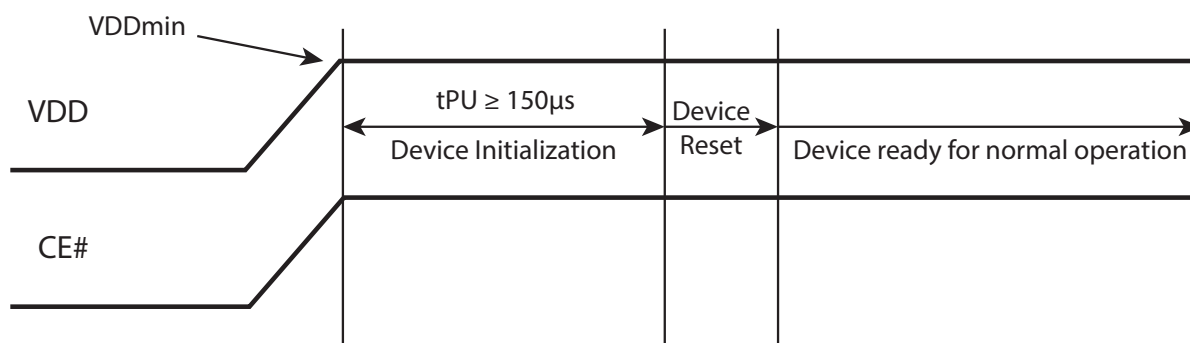 VDDmin
VDD
tPU ≥ 150μs
Device Initialization
Device
Reset
Device ready for normal operation
CE#